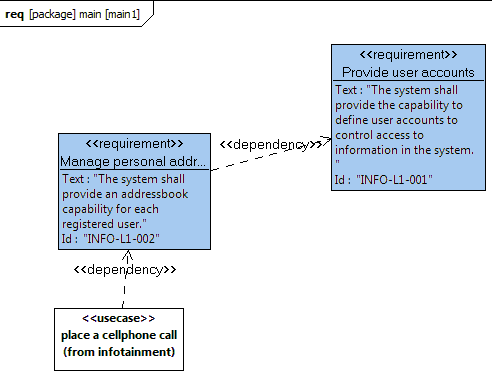 req [package] main [main1]
<<requirement>>
Provide user accounts
Text : "The system shall
provide the capability to
define user accounts to
control access to
information in the system.
"
Id : "INFO-L1-001"
<<dependency>>
<<requirement>>
Manage personal addr...
Text : "The system shall
provide an addressbook
capability for each
registered user."
Id : "INFO-L1-002"
<<dependency>>
<<usecase>>
place a cellphone call
(from infotainment)